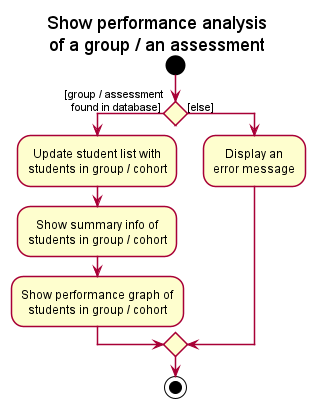 Show performance analysis
of a group / an assessment
[group / assessment
found in database]
[else]
Update student list with
students in group / cohort
Display an
error message
Show summary info of
students in group / cohort
Show performance graph of
students in group / cohort